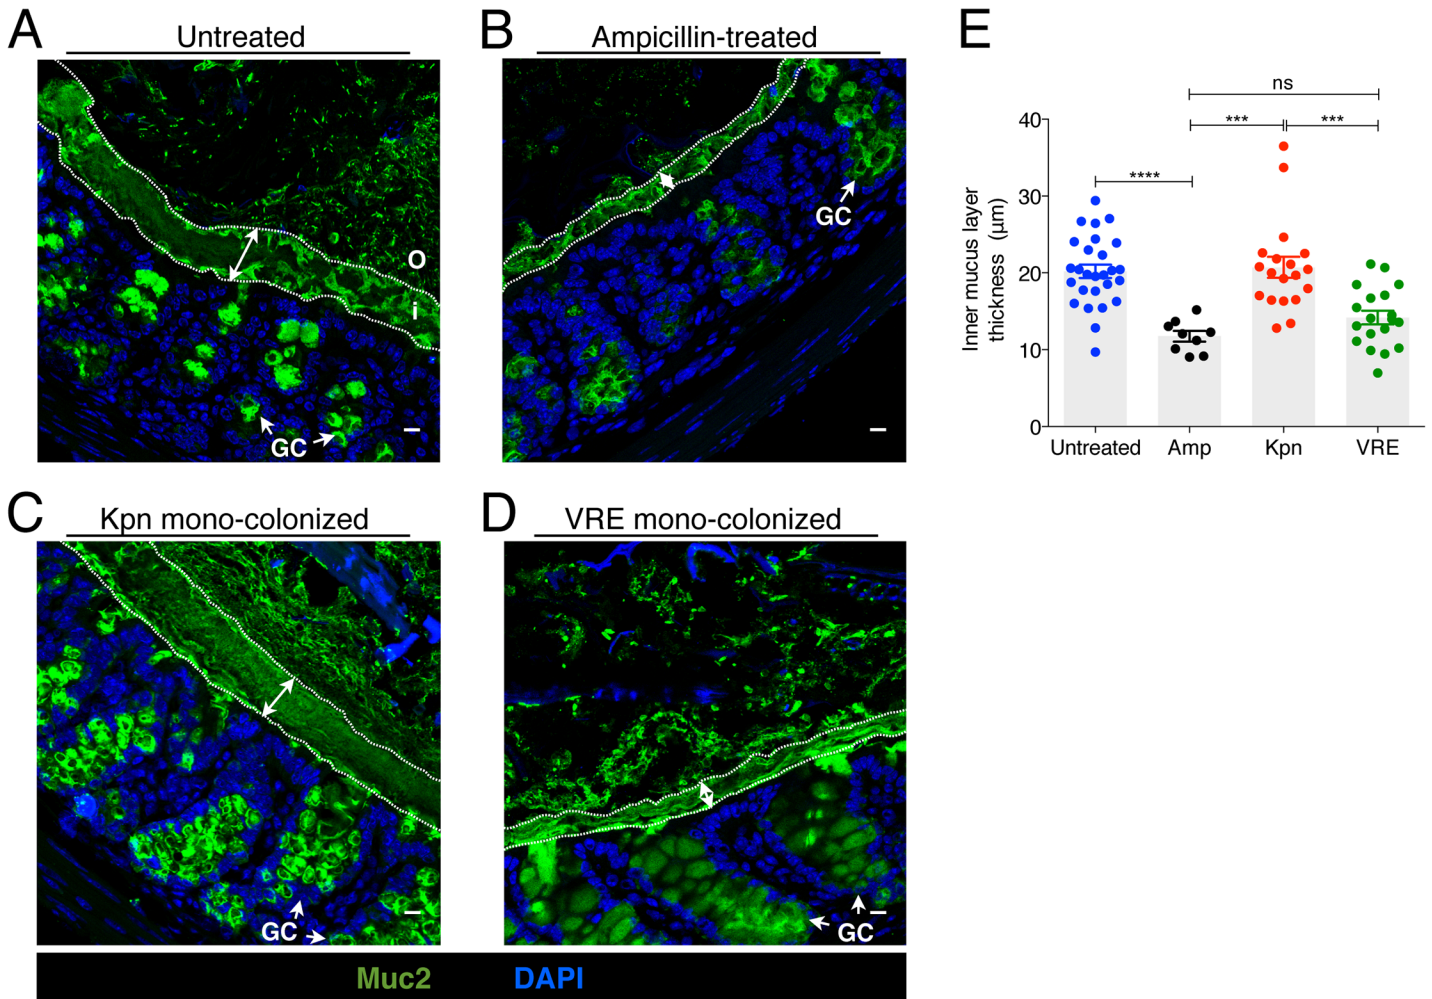 A
Untreated
O
i
GC
B
Ampicillin-treated
GC
C
Kpn mono-colonized
GC
D
VRE mono-colonized
GC
Muc2 DAPI
E
ns
*** ***
****
Inner mucus layer
thickness (µm)
40
30
20
10
0
Untreated Amp Kpn VRE